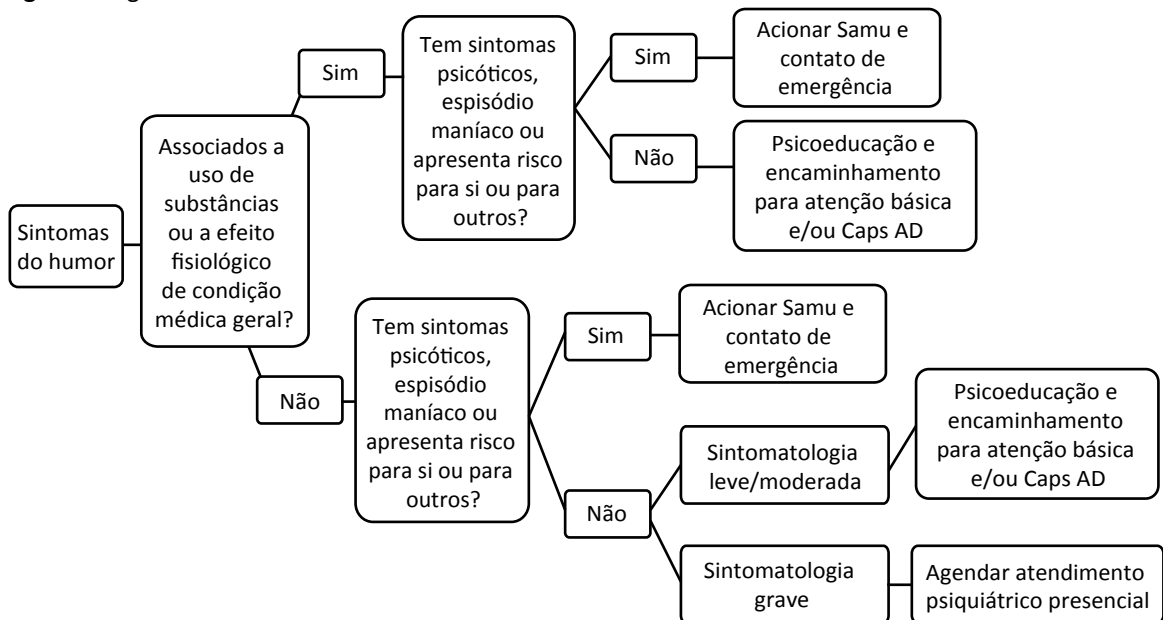 Sintomas
do humor
Associados a
uso de
substâncias
ou a efeito
fisiológico
de condição
médica geral?
Sim
Tem sintomas
psicóticos,
espisódio
maníaco ou
apresenta risco
para si ou para
outros?
Sim
Acionar Samu e
contato de
emergência
Não
Psicoeducação e
encaminhamento
para atenção básica
e/ou Caps AD
Não
Tem sintomas
psicóticos,
espisódio
maníaco ou
apresenta risco
para si ou para
outros?
Sim
Acionar Samu e
contato de
emergência
Não
Sintomatologia
leve/moderada
Psicoeducação e
encaminhamento
para atenção básica
e/ou Caps AD
Sintomatologia
grave
Agendar atendimento
psiquiátrico presencial